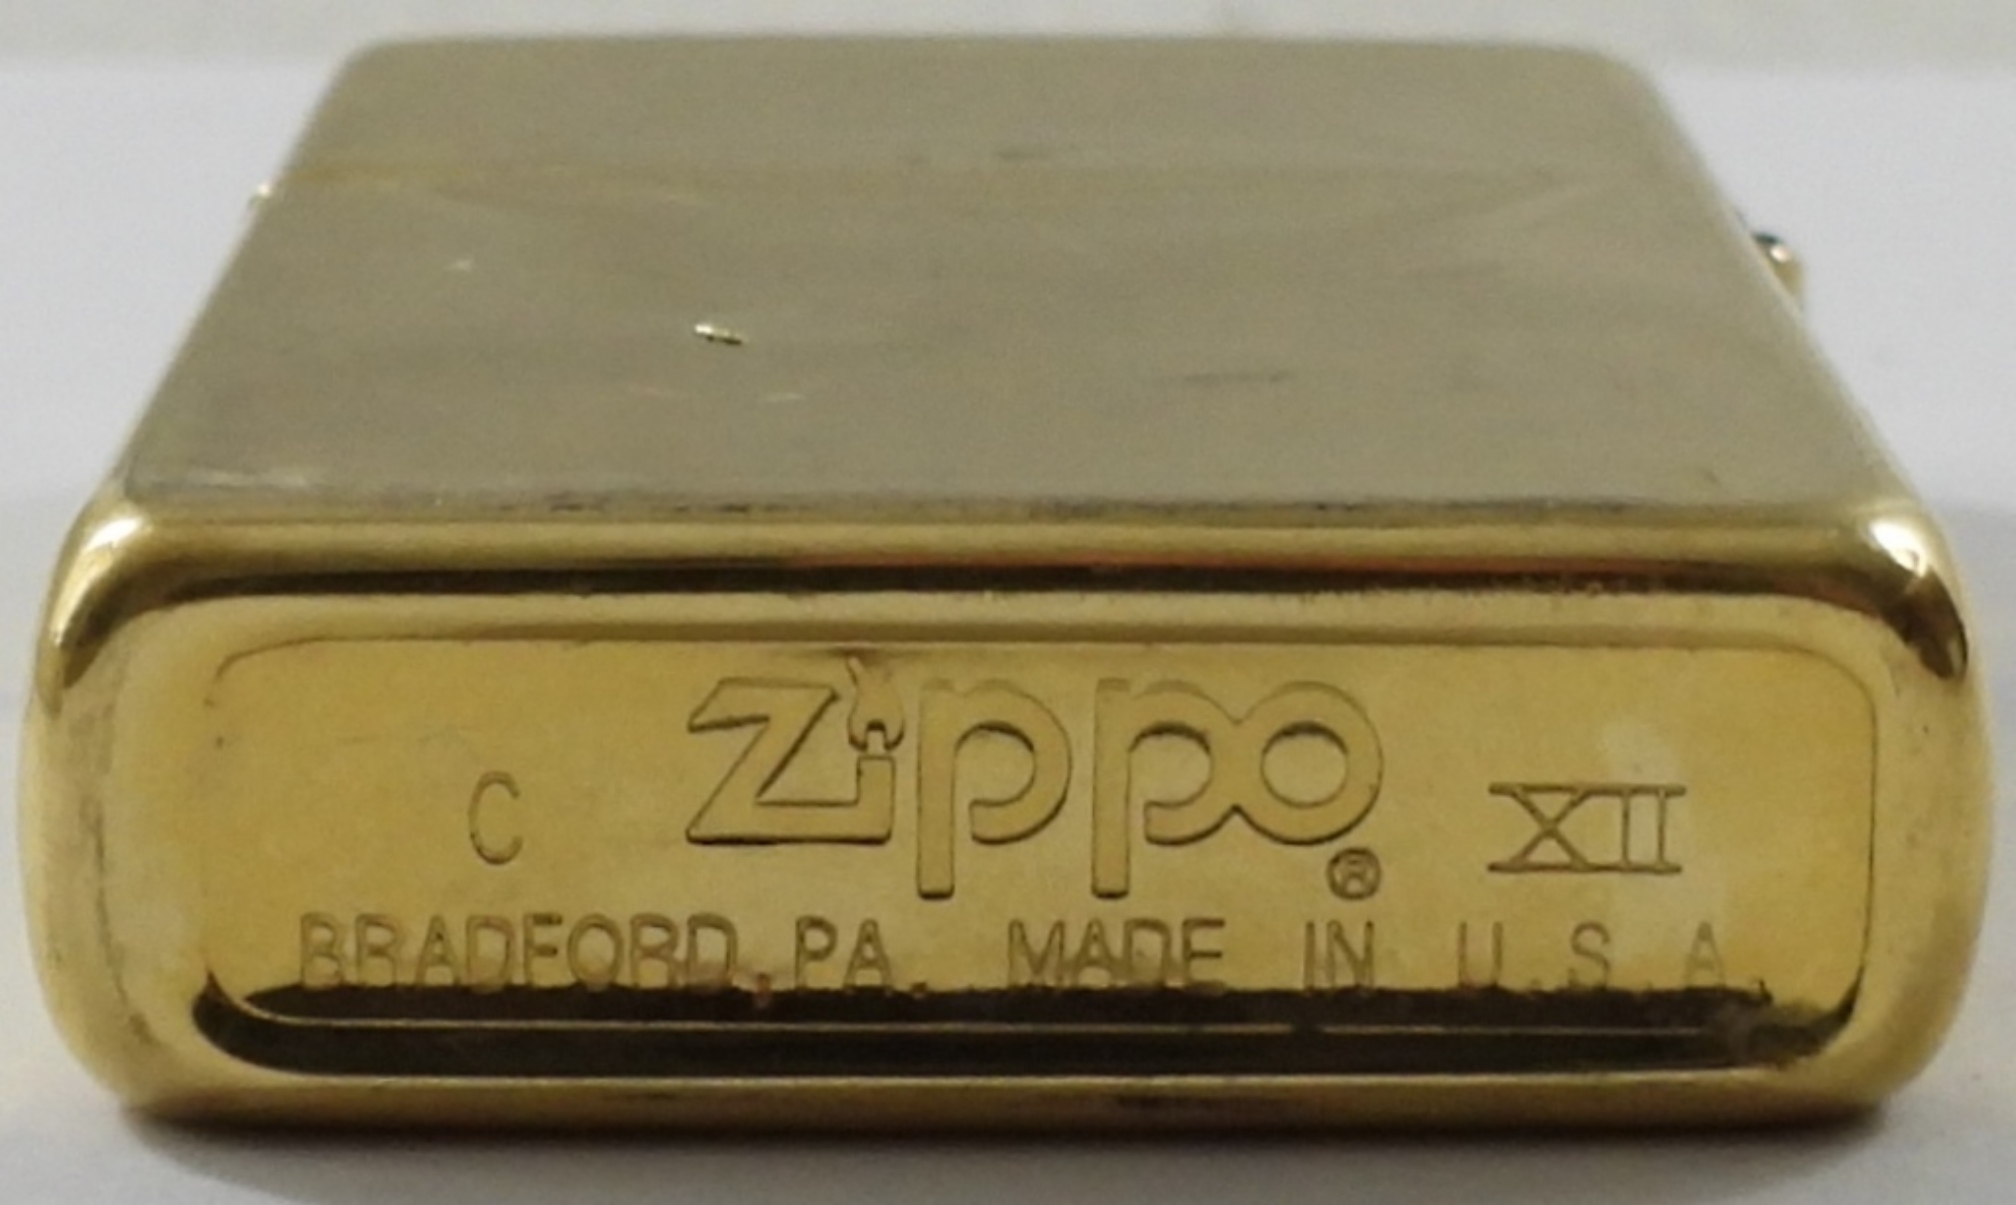 C Zippo® XII
BRADFORD, PA. MADE IN U.S.A.